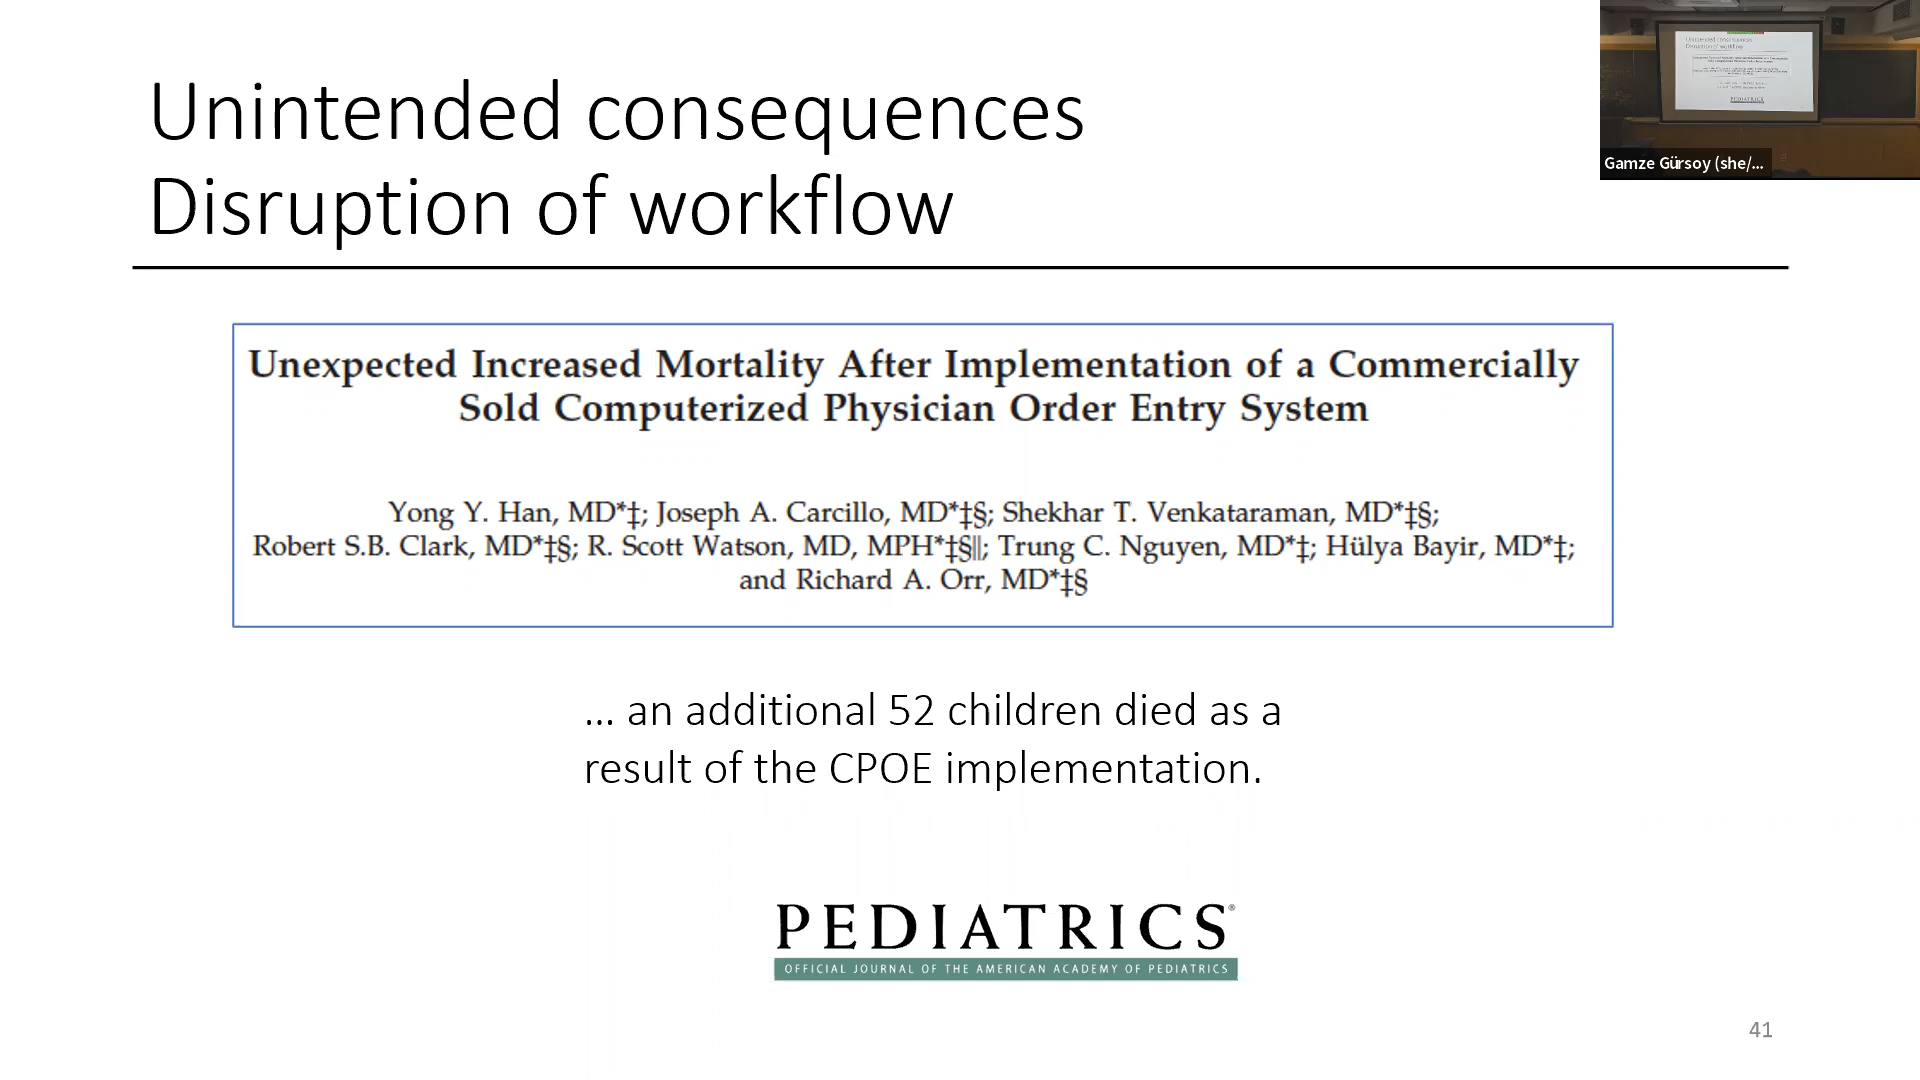 Unintended consequences
Disruption of workflow
Gamze Gürsoy (she/...
Unexpected Increased Mortality After Implementation of a Commercially
Sold Computerized Physician Order Entry System
Yong Y. Han, MD*‡; Joseph A. Carcillo, MD*‡§; Shekhar T. Venkataraman, MD*‡§;
Robert S.B. Clark, MD*‡§; R. Scott Watson, MD, MPH*‡§||; Trung C. Nguyen, MD*‡; Hülya Bayir, MD*‡;
and Richard A. Orr, MD*‡§
... an additional 52 children died as a
result of the CPOE implementation.
PEDIATRICS®
OFFICIAL JOURNAL OF THE AMERICAN ACADEMY OF PEDIATRICS
41